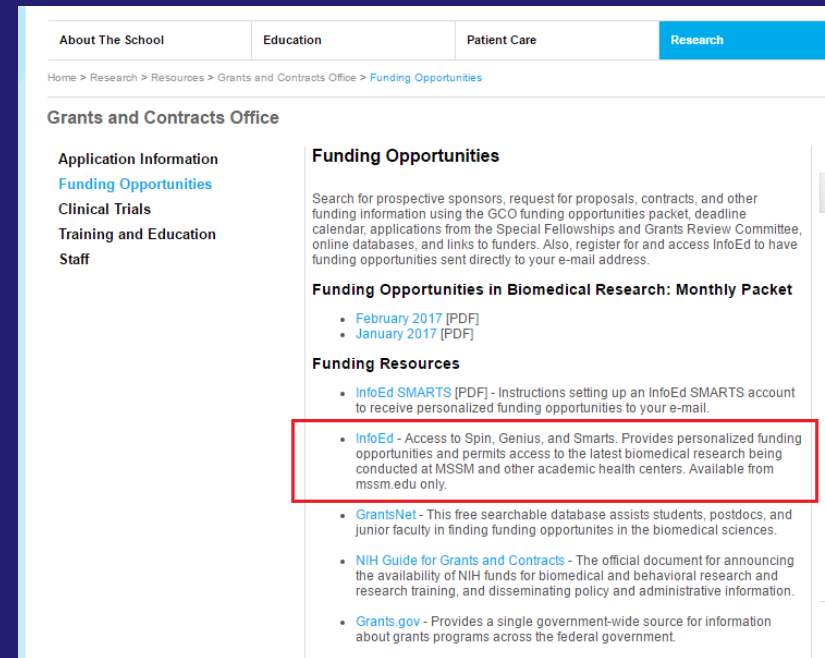 About The School
Education
Patient Care
Research
Home > Research > Resources > Grants and Contracts Office > Funding Opportunities
Grants and Contracts Office
Application Information
Funding Opportunities
Clinical Trials
Training and Education
Staff
Funding Opportunities
Search for prospective sponsors, request for proposals, contracts, and other
funding information using the GCO funding opportunities packet, deadline
calendar, applications from the Special Fellowships and Grants Review Committee,
online databases, and links to funders. Also, register for and access InfoEd to have
funding opportunities sent directly to your e-mail address.
Funding Opportunities in Biomedical Research: Monthly Packet
• February 2017 [PDF]
• January 2017 [PDF]
Funding Resources
• InfoEd SMARTS [PDF] - Instructions setting up an InfoEd SMARTS account
to receive personalized funding opportunities to your e-mail.
• InfoEd - Access to Spin, Genius, and Smarts. Provides personalized funding
opportunities and permits access to the latest biomedical research being
conducted at MSSM and other academic health centers. Available from
mssm.edu only.
• GrantsNet - This free searchable database assists students, postdocs, and
junior faculty in finding funding opportunites in the biomedical sciences.
• NIH Guide for Grants and Contracts - The official document for announcing
the availability of NIH funds for biomedical and behavioral research and
research training, and disseminating policy and administrative information.
• Grants.gov - Provides a single government-wide source for information
about grants programs across the federal government.